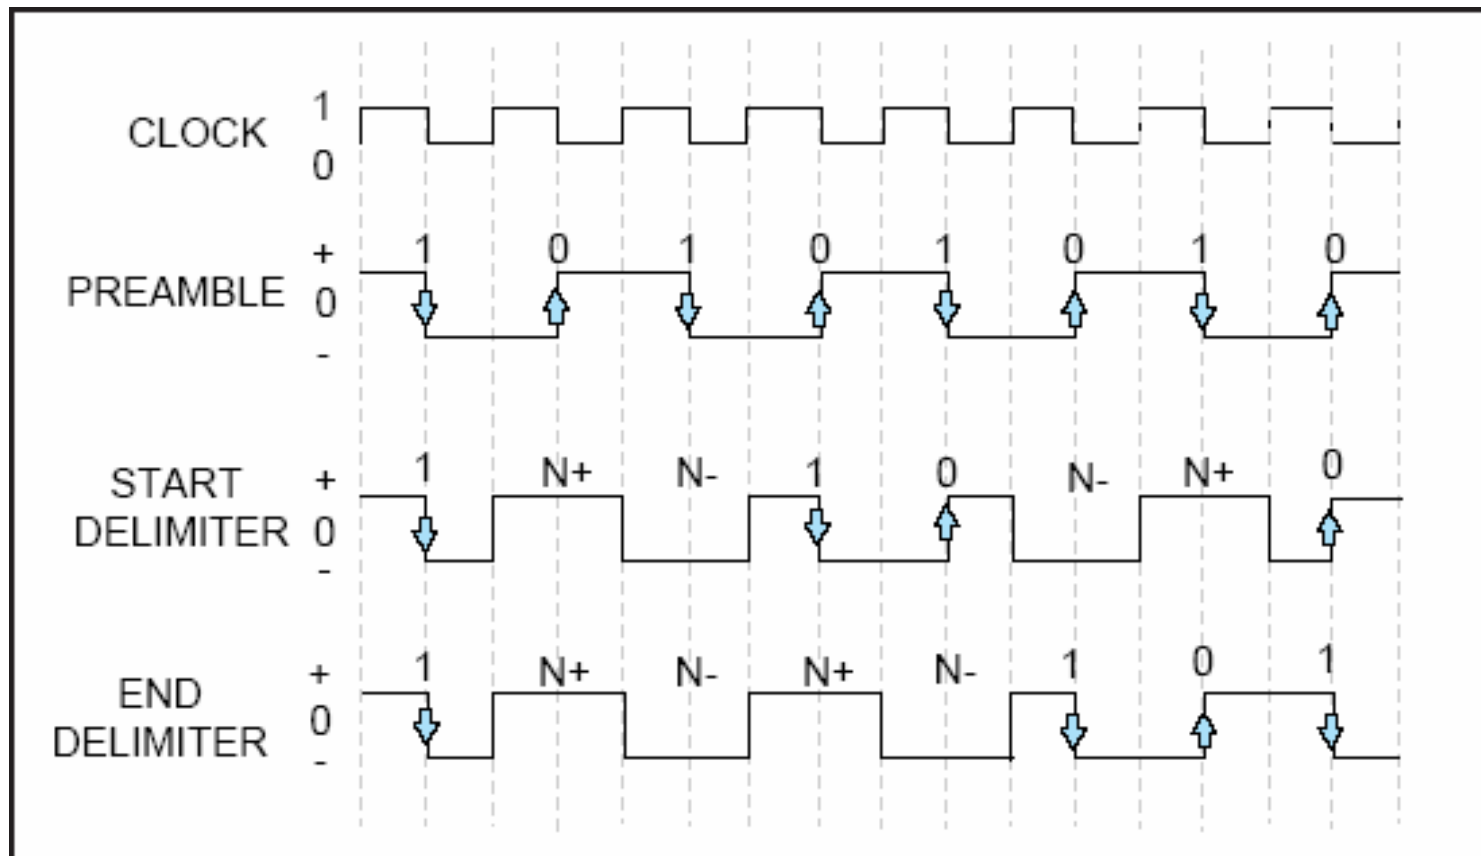 1
CLOCK
0
1 0 1 0 1 0 1 0
+
PREAMBLE 0
-
1 N+ N- 1 0 N- N+ 0
START +
DELIMITER 0
-
1 N+ N- N+ N- 1 0 1
+
END
DELIMITER 0
-